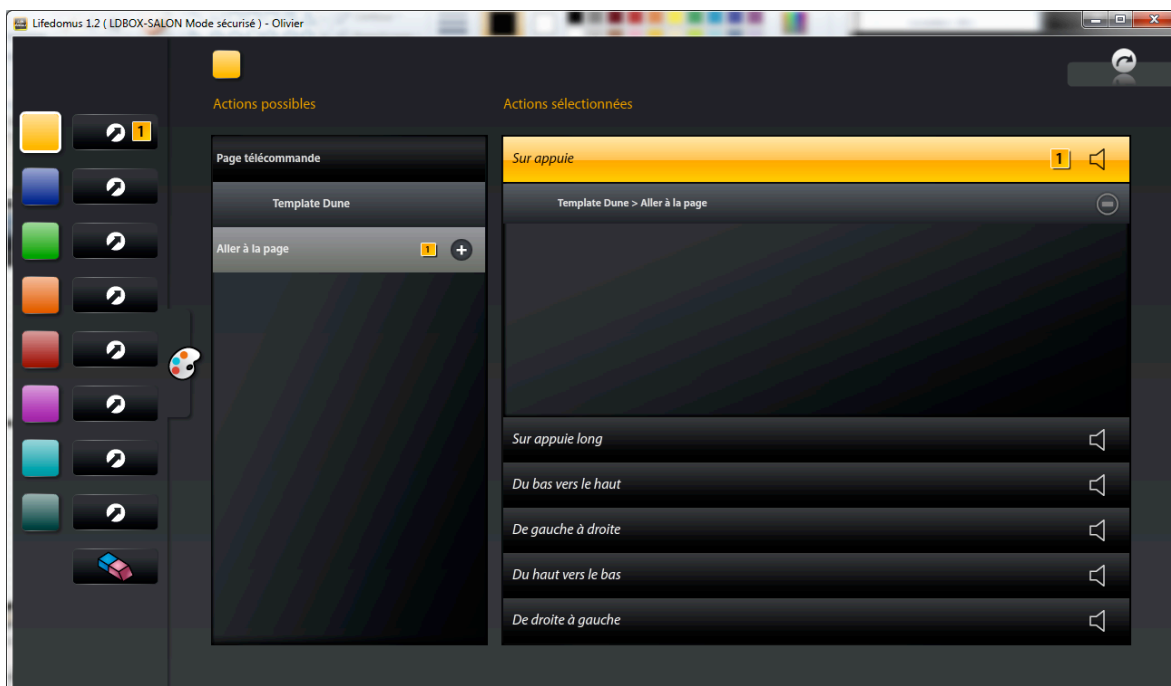 Lifedomus 1.2 ( LDBOX-SALON Mode sécurisé ) - Olivier
Actions possibles
Actions sélectionnées
1
Page télécommande
Sur appuie
1
Template Dune
Template Dune > Aller à la page
Aller à la page
1
Sur appuie long
Du bas vers le haut
De gauche à droite
Du haut vers le bas
De droite à gauche